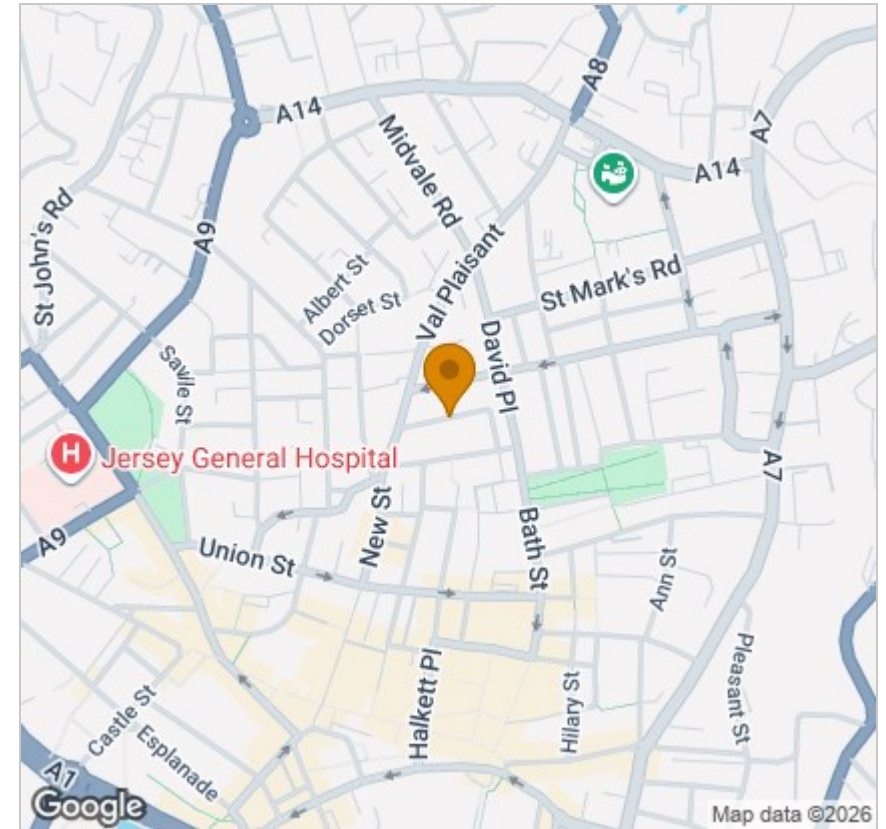 A8
A14
A7
A14
Midvale Rd
St John's Rd
A9
Val Plaisant
St Mark's Rd
Albert St
Dorset St
David Pl
Savile St
H
Jersey General Hospital
A7
A9
New St
Union St
Bath St
Ann St
Pleasant St
Halkett Pl
Hilary St
Castle St
Esplanade
A1
Google
Map data ©2026